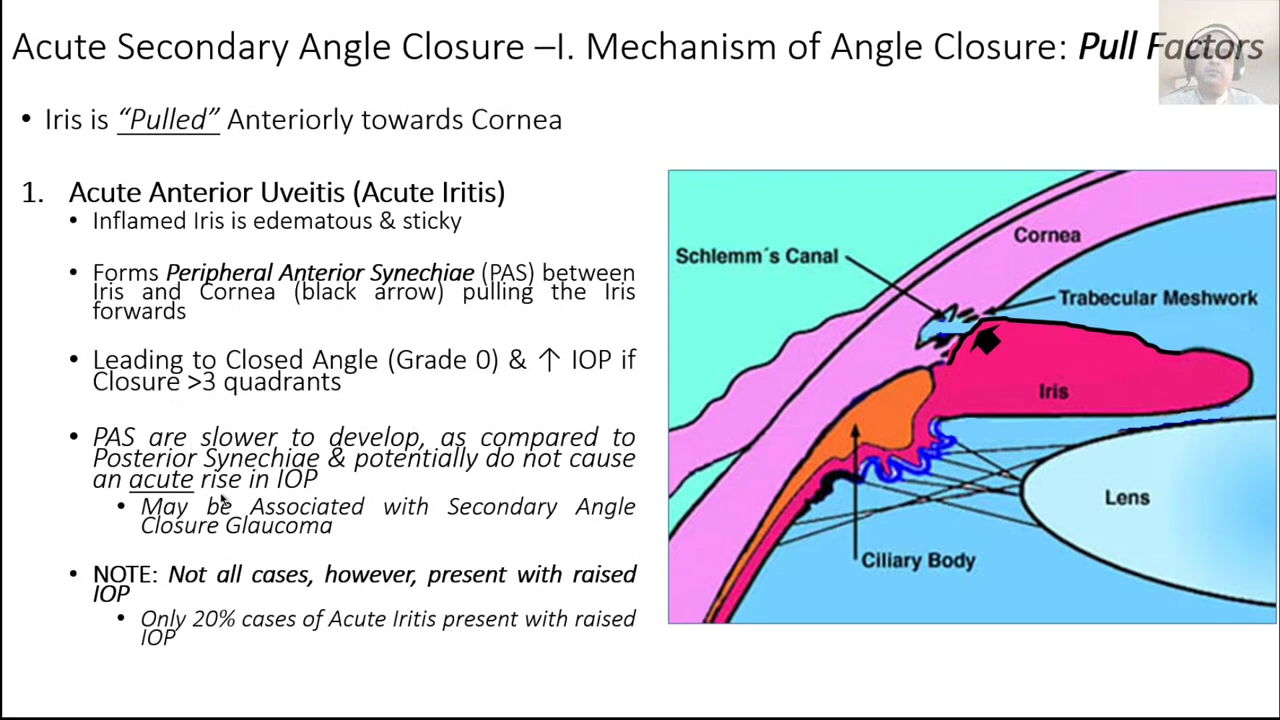 Acute Secondary Angle Closure –I. Mechanism of Angle Closure: Pull Factors
• Iris is “Pulled” Anteriorly towards Cornea
1. Acute Anterior Uveitis (Acute Iritis)
• Inflamed Iris is edematous & sticky
• Forms Peripheral Anterior Synechiae (PAS) between
Iris and Cornea (black arrow) pulling the Iris
forwards
• Leading to Closed Angle (Grade 0) & ↑ IOP if
Closure >3 quadrants
• PAS are slower to develop, as compared to
Posterior Synechiae & potentially do not cause
an acute rise in IOP
• May be Associated with Secondary Angle
Closure Glaucoma
• NOTE: Not all cases, however, present with raised
IOP
• Only 20% cases of Acute Iritis present with raised
IOP
Cornea
Schlemm´s Canal
Trabecular Meshwork
Iris
Lens
Ciliary Body